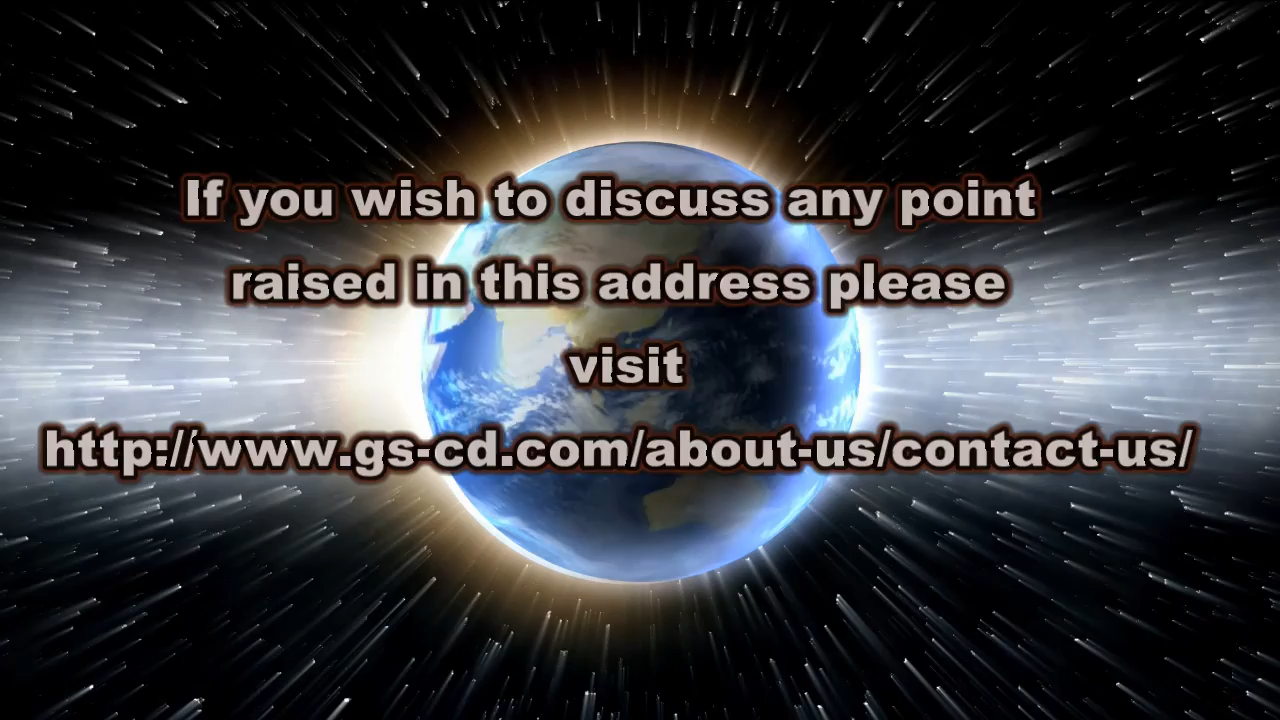 If you wish to discuss any point
raised in this address please
visit
http://www.gs-cd.com/about-us/contact-us/